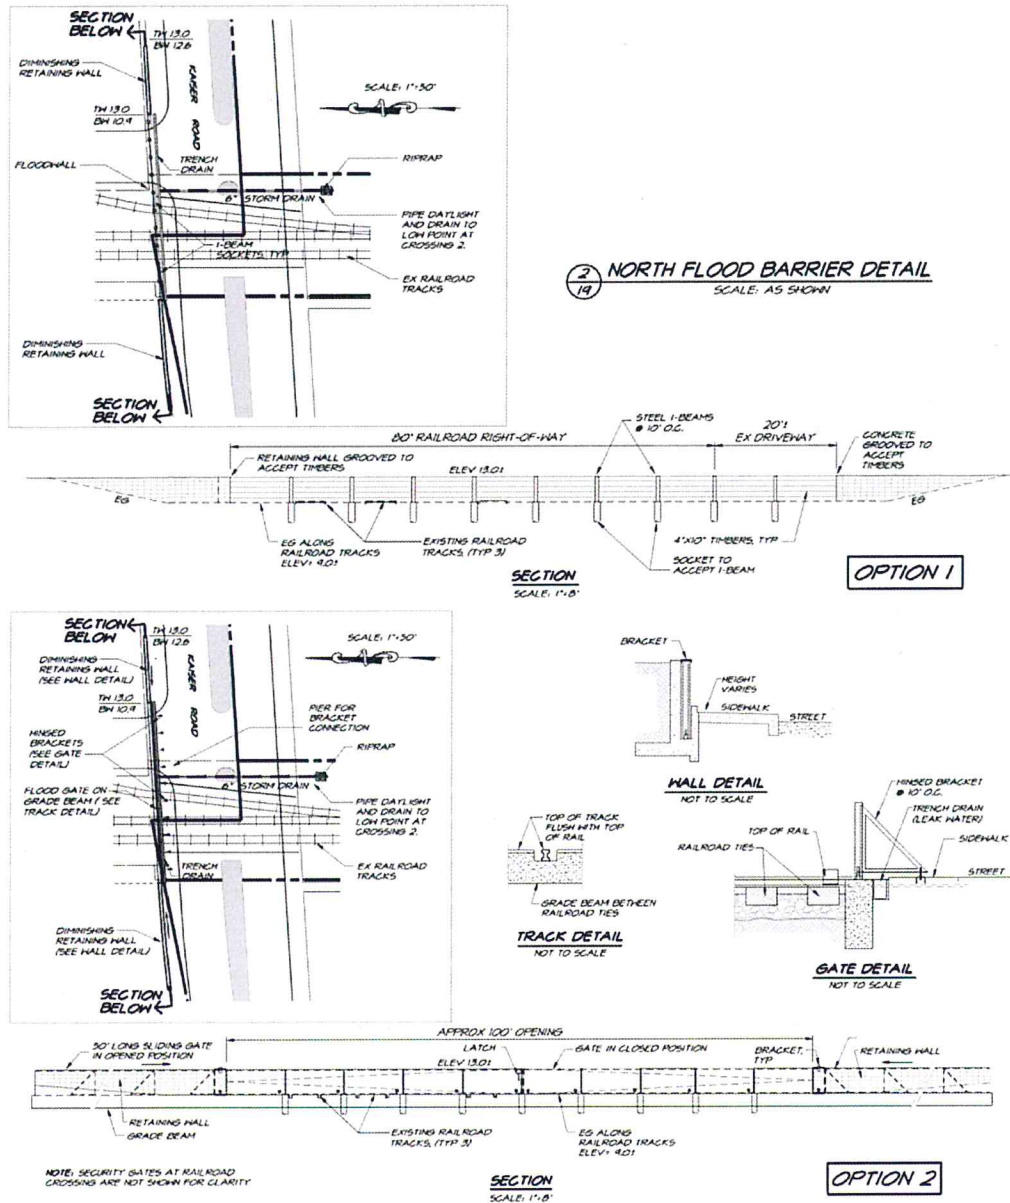 SECTION
BELOW
TW 13.0
BW 12.6
DIMINISHING
RETAINING WALL
KAISER ROAD
SCALE: 1"=30'
TW 13.0
BW 10.9
TRENCH
DRAIN
FLOODWALL
RIPRAP
6" STORM DRAIN
PIPE DAYLIGHT
AND DRAIN TO
LOW POINT AT
CROSSING 2.
I-BEAM
SOCKETS, TYP
EX RAILROAD
TRACKS
DIMINISHING
RETAINING WALL
SECTION
BELOW
2
19
NORTH FLOOD BARRIER DETAIL
SCALE: AS SHOWN
80' RAILROAD RIGHT-OF-WAY
STEEL I-BEAMS
@ 10' O.C.
20'±
EX DRIVEWAY
CONCRETE
GROOVED TO
ACCEPT
TIMBERS
RETAINING WALL GROOVED TO
ACCEPT TIMBERS
ELEV 13.0±
EG
EG
EG ALONG
RAILROAD TRACKS
ELEV= 9.0±
EXISTING RAILROAD
TRACKS, (TYP 3)
4"X10" TIMBERS, TYP
SOCKET TO
ACCEPT I-BEAM
SECTION
SCALE: 1"=8'
OPTION 1
SECTION
BELOW
TW 13.0
BW 12.6
DIMINISHING
RETAINING WALL
(SEE WALL DETAIL)
KAISER ROAD
SCALE: 1"=30'
TW 13.0
BW 10.9
PIER FOR
BRACKET
CONNECTION
HINGED
BRACKETS
(SEE GATE
DETAIL)
RIPRAP
6" STORM DRAIN
FLOOD GATE ON
GRADE BEAM ( SEE
TRACK DETAIL)
PIPE DAYLIGHT
AND DRAIN TO
LOW POINT AT
CROSSING 2.
EX RAILROAD
TRACKS
TRENCH
DRAIN
DIMINISHING
RETAINING WALL
(SEE WALL DETAIL)
SECTION
BELOW
BRACKET
HEIGHT
VARIES
SIDEWALK
STREET
WALL DETAIL
NOT TO SCALE
TOP OF TRACK
FLUSH WITH TOP
OF RAIL
GRADE BEAM BETWEEN
RAILROAD TIES
TRACK DETAIL
NOT TO SCALE
HINGED BRACKET
@ 10' O.C.
TRENCH DRAIN
(LEAK WATER)
TOP OF RAIL
SIDEWALK
RAILROAD TIES
STREET
GATE DETAIL
NOT TO SCALE
APPROX 100' OPENING
50' LONG SLIDING GATE
IN OPENED POSITION
LATCH
GATE IN CLOSED POSITION
ELEV 13.0±
BRACKET,
TYP
RETAINING WALL
RETAINING WALL
GRADE BEAM
EXISTING RAILROAD
TRACKS, (TYP 3)
EG ALONG
RAILROAD TRACKS
ELEV= 9.0±
NOTE: SECURITY GATES AT RAILROAD
CROSSING ARE NOT SHOWN FOR CLARITY
SECTION
SCALE: 1"=8'
OPTION 2